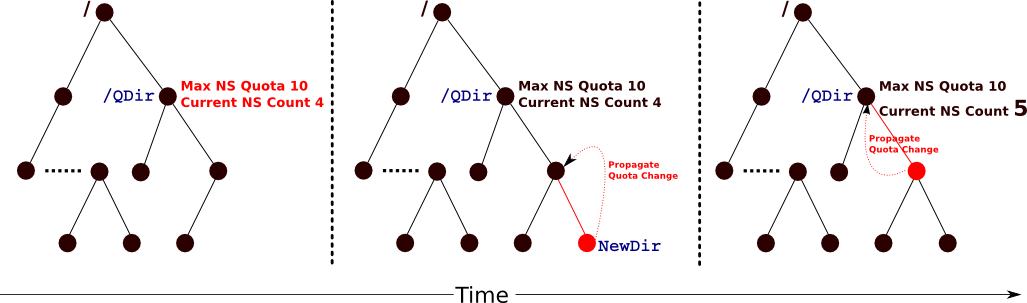 /
/QDir
Max NS Quota 10
Current NS Count 4
/
/QDir
Max NS Quota 10
Current NS Count 4
Propagate
Quota Change
NewDir
/
/QDir
Max NS Quota 10
Current NS Count 5
Propagate
Quota Change
Time